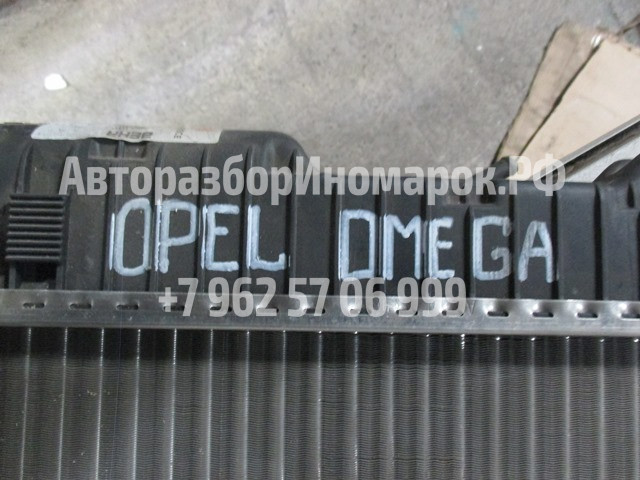 АвторазборИномарок.РФ
OPEL OMEGA
+7 962 57 06 999